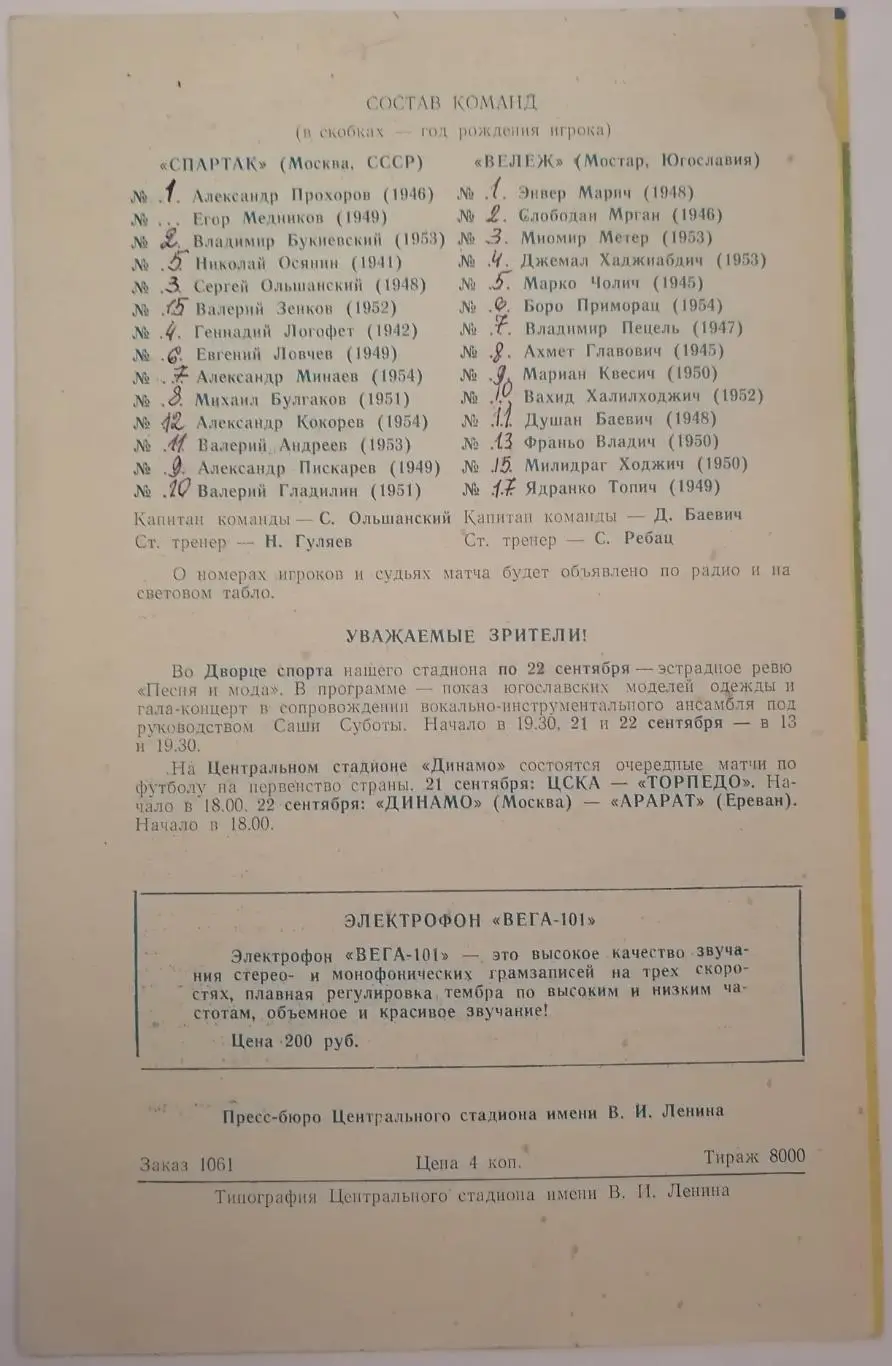 СОСТАВ КОМАНД
(в скобках — год рождения игрока)
«СПАРТАК» (Москва, СССР)
№ .1. Александр Прохоров (1946)
№ ... Егор Медников (1949)
№ .2. Владимир Букиевский (1953)
№ .5. Николай Осянин (1941)
№ .3. Сергей Ольшанский (1948)
№ .15 Валерий Зенков (1952)
№ .4. Геннадий Логофет (1942)
№ .6. Евгений Ловчев (1949)
№ ..7 Александр Минаев (1954)
№ .8. Михаил Булгаков (1951)
№ 12 Александр Кокорев (1954)
№ .11. Валерий Андреев (1953)
№ .9. Александр Пискарев (1949)
№ .10 Валерий Гладилин (1951)
Капитан команды — С. Ольшанский
Ст. тренер — Н. Гуляев
«ВЕЛЕЖ» (Мостар, Югославия)
№ .1. Энвер Марич (1948)
№ 2. Слободан Мрган (1946)
№ .3. Миомир Метер (1953)
№ .4. Джемал Хаджиабдич (1953)
№ 5. Марко Чолич (1945)
№ .6. Боро Приморац (1954)
№ .7. Владимир Пецель (1947)
№ .8. Ахмет Главович (1945)
№ .9. Мариан Квесич (1950)
№ .10 Вахид Халилходжич (1952)
№ .11. Душан Баевич (1948)
№ .13 Франьо Владич (1950)
№ .15. Милидраг Ходжич (1950)
№ .17. Ядранко Топич (1949)
Капитан команды — Д. Баевич
Ст. тренер — С. Ребац
О номерах игроков и судьях матча будет объявлено по радио и на
световом табло.
УВАЖАЕМЫЕ ЗРИТЕЛИ!
Во Дворце спорта нашего стадиона по 22 сентября — эстрадное ревю
«Песня и мода». В программе — показ югославских моделей одежды и
гала-концерт в сопровождении вокально-инструментального ансамбля под
руководством Саши Суботы. Начало в 19.30, 21 и 22 сентября — в 13
и 19.30.
На Центральном стадионе «Динамо» состоятся очередные матчи по
футболу на первенство страны. 21 сентября: ЦСКА — «ТОРПЕДО». На-
чало в 18.00. 22 сентября: «ДИНАМО» (Москва) — «АРАРАТ» (Ереван).
Начало в 18.00.
ЭЛЕКТРОФОН «ВЕГА-101»
Электрофон «ВЕГА-101» — это высокое качество звуча-
ния стерео- и монофонических грамзаписей на трех скоро-
стях, плавная регулировка тембра по высоким и низким ча-
стотам, объемное и красивое звучание!
Цена 200 руб.
Пресс-бюро Центрального стадиона имени В. И. Ленина
Заказ 1061 Цена 4 коп. Тираж 8000
Типография Центрального стадиона имени В. И. Ленина